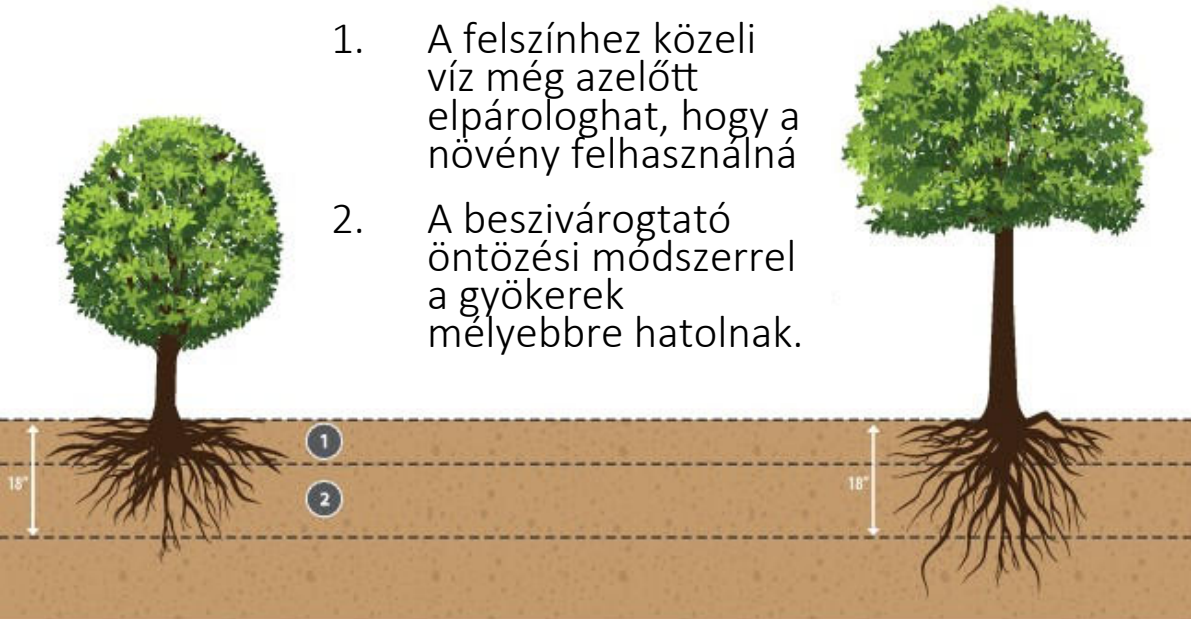 1. A felszínhez közeli
víz még azelőtt
elpárologhat, hogy a
növény felhasználná
2. A beszivárogtató
öntözési módszerrel
a gyökerek
mélyebbre hatolnak.
1
2
18"
18"